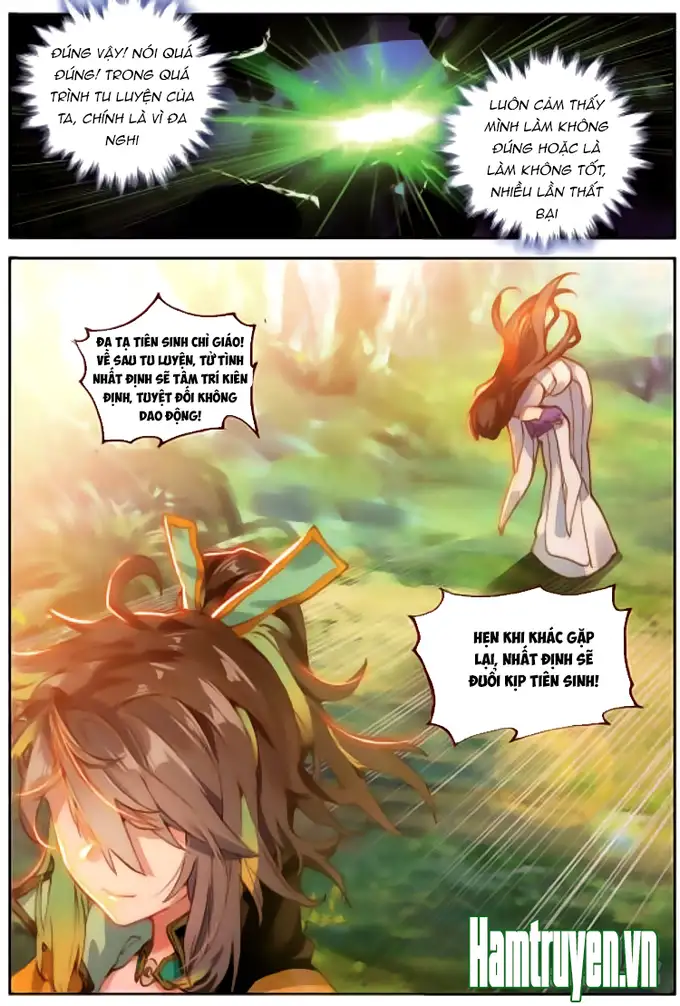 ĐÚNG VẬY! NÓI QUÁ
ĐÚNG! TRONG QUÁ
TRÌNH TU LUYỆN CỦA
TA, CHÍNH LÀ VÌ ĐA
NGHI
LUÔN CẢM THẤY
MÌNH LÀM KHÔNG
ĐÚNG HOẶC LÀ
LÀM KHÔNG TỐT,
NHIỀU LẦN THẤT
BẠI
ĐA TẠ TIÊN SINH CHỈ GIÁO!
VỀ SAU TU LUYỆN, TỬ TÌNH
NHẤT ĐỊNH SẼ TÂM TRÍ KIÊN
ĐỊNH, TUYỆT ĐỐI KHÔNG
DAO ĐỘNG!
HẸN KHI KHÁC GẶP
LẠI, NHẤT ĐỊNH SẼ
ĐUỔI KỊP TIÊN SINH!
Hamtruyen.vn